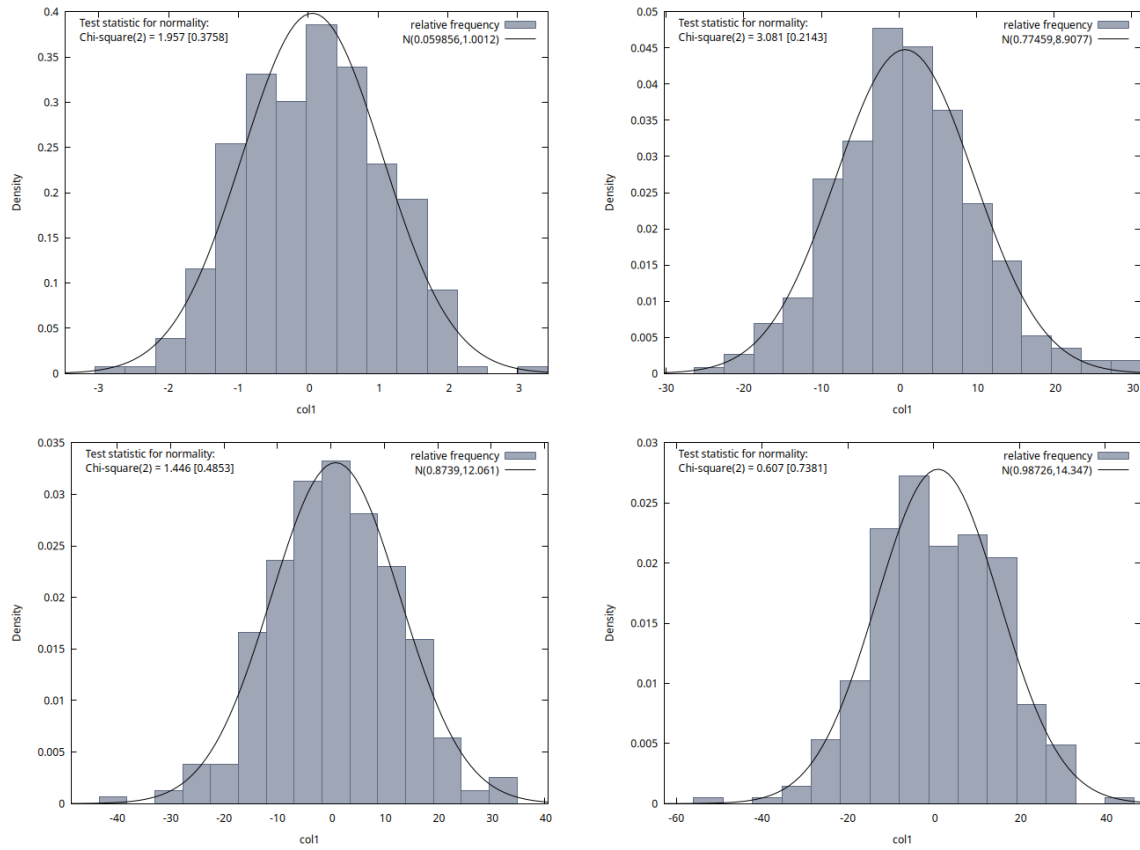 Test statistic for normality:
Chi-square(2) = 1.957 [0.3758]
relative frequency
N(0.059856,1.0012)
0.4
0.35
0.3
0.25
0.2
0.4
0.1
0.05
0
Density
-3
-2
-1
0
1
2
3
col1
Test statistic for normality:
Chi-square(2) = 3.081 [0.2143]
relative frequency
N(0.77459,8.9077)
0.05
0.045
0.04
0.035
0.03
0.025
0.02
0.015
0.01
0.005
0
Density
-30
-20
-10
0
10
20
30
col1
Test statistic for normality:
Chi-square(2) = 1.446 [0.4853]
relative frequency
N(0.8739,12.061)
0.035
0.03
0.025
0.02
0.015
0.01
0.005
0
Density
-40
-30
-20
-10
0
10
20
30
40
col1
Test statistic for normality:
Chi-square(2) = 0.607 [0.7381]
relative frequency
N(0.98726,14.347)
0.03
0.025
0.02
0.015
0.01
0.005
0
Density
-60
-40
-20
0
20
40
col1